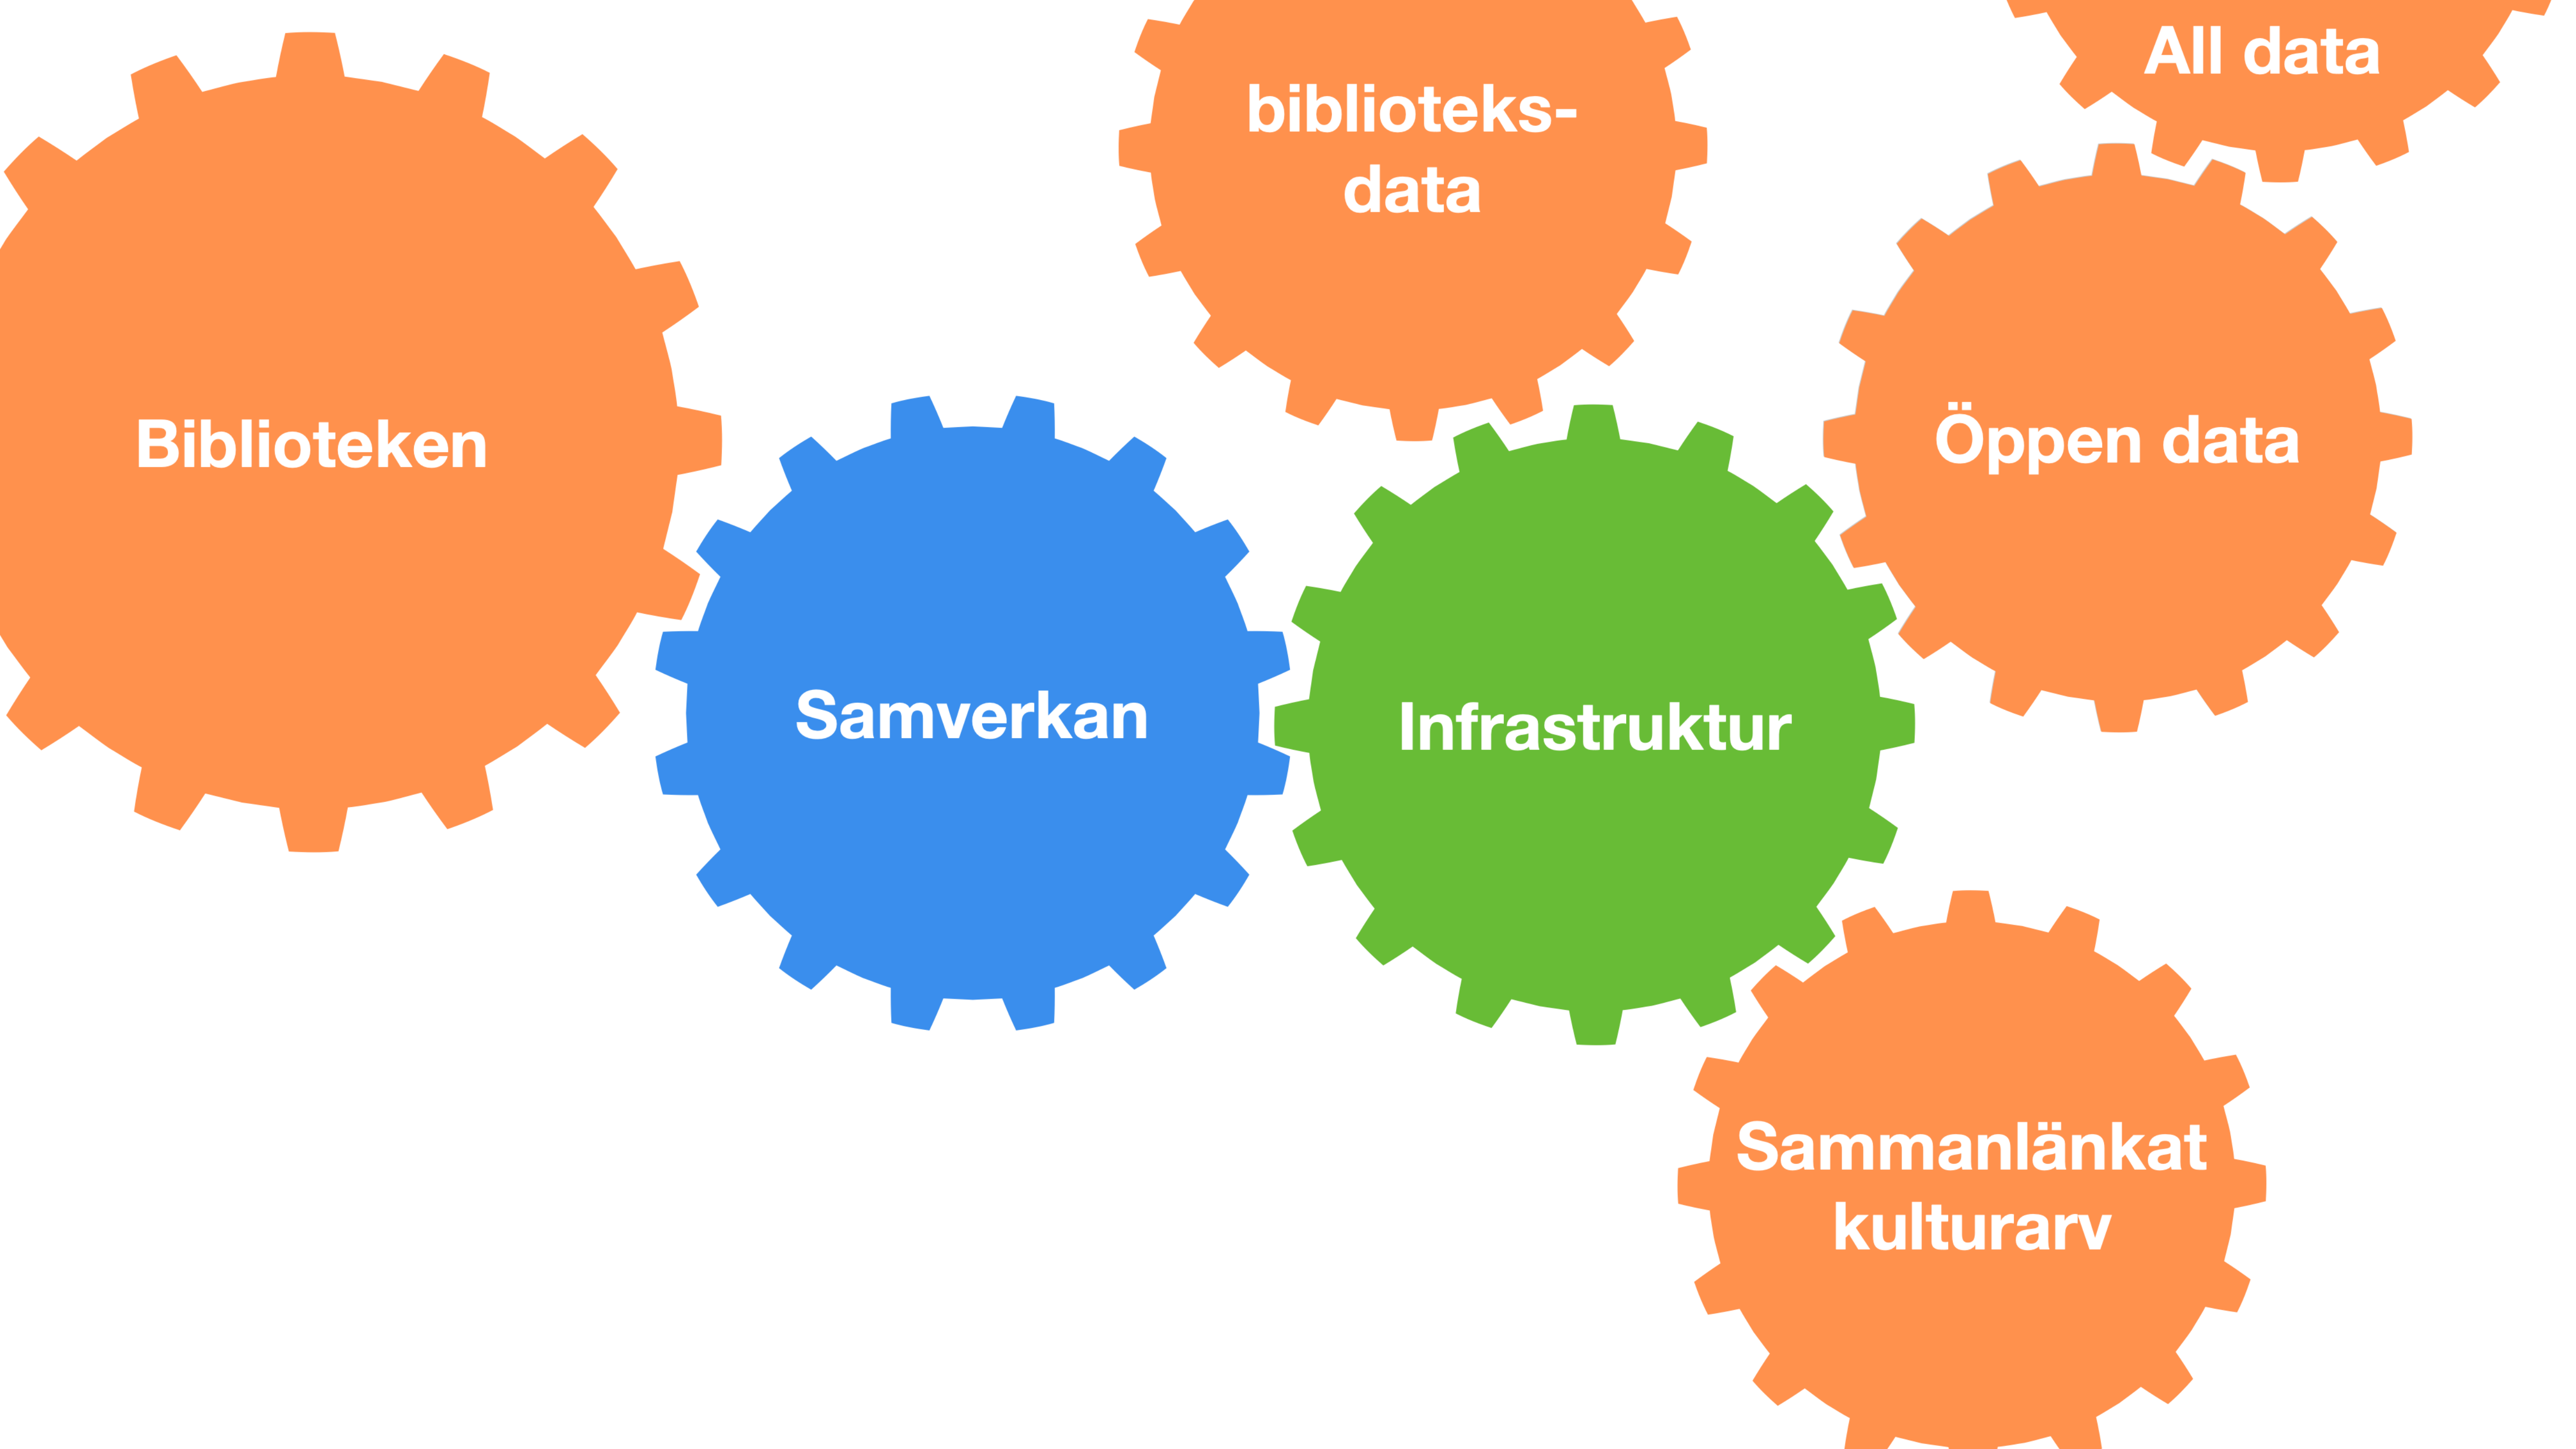 All data
biblioteks-
data
Biblioteken
Öppen data
Samverkan
Infrastruktur
Sammanlänkat
kulturarv